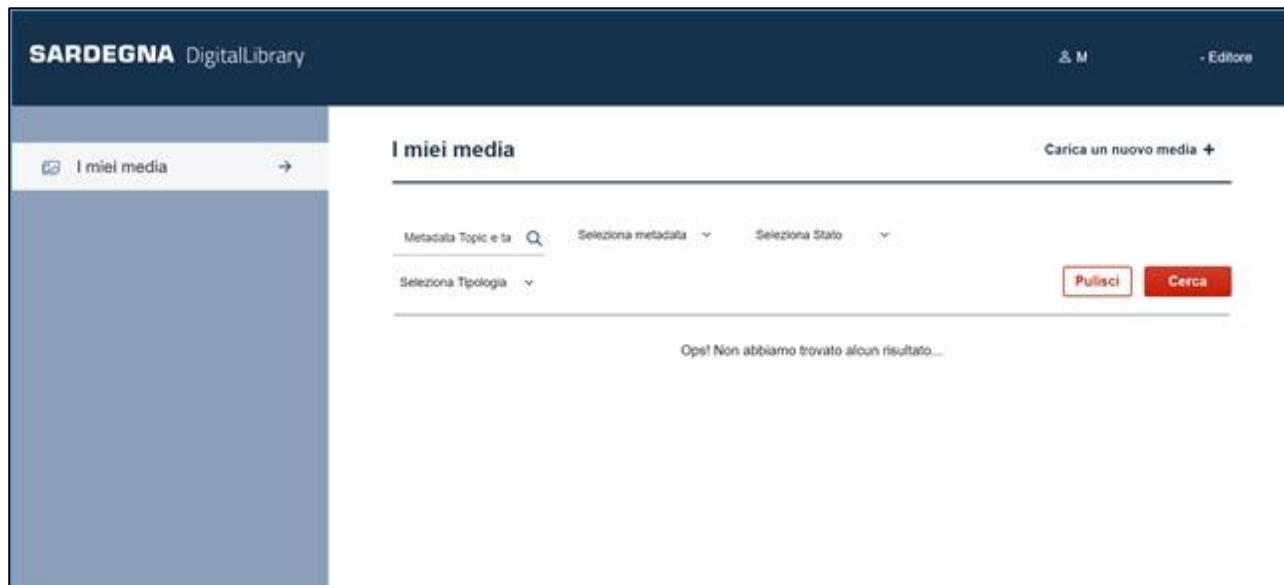 SARDEGNA DigitalLibrary
M - Editore
I miei media
I miei media
Carica un nuovo media +
Metadata Topic e ta
Seleziona metadata
Seleziona Stato
Seleziona Tipologia
Pulisci
Cerca
Ops! Non abbiamo trovato alcun risultato...